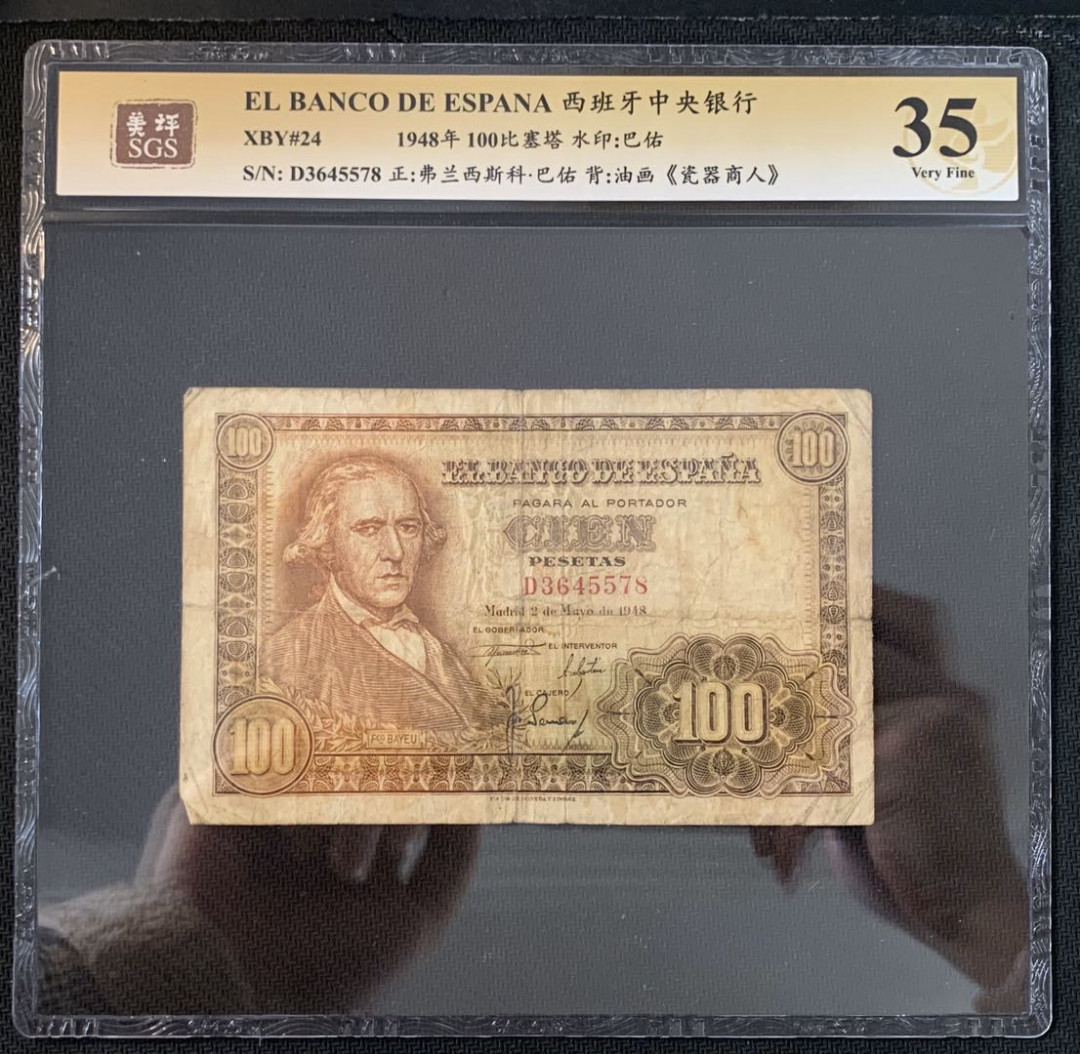 美评
SGS
EL BANCO DE ESPANA 西班牙中央银行
XBY#24 1948年 100比塞塔 水印:巴佑
S/N: D3645578 正:弗兰西斯科·巴佑 背:油画《瓷器商人》
35
Very Fine
100
100
EL BANCO DE ESPAÑA
PAGARA AL PORTADOR
CIEN
PESETAS
D3645578
Madrid 2 de Mayo de 1948
EL GOBERNADOR
EL INTERVENTOR
EL CAJERO
100
FCO BAYEU
100